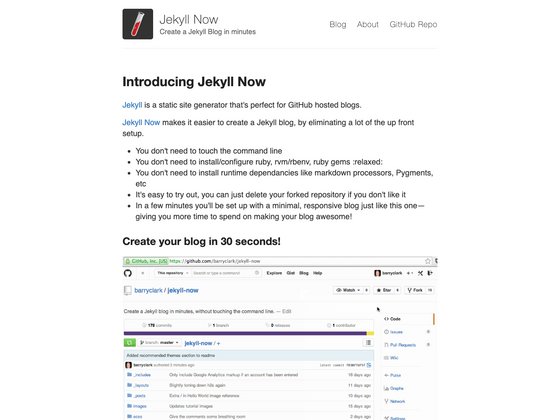 Jekyll Now
Create a Jekyll Blog in minutes
Blog About GitHub Repo
Introducing Jekyll Now
Jekyll is a static site generator that's perfect for GitHub hosted blogs.
Jekyll Now makes it easier to create a Jekyll blog, by eliminating a lot of the up front
setup.
You don't need to touch the command line
You don't need to install/configure ruby, rvm/rbenv, ruby gems :relaxed:
You don't need to install runtime dependancies like markdown processors, Pygments,
etc
It's easy to try out, you can just delete your forked repository if you don't like it
In a few minutes you'll be set up with a minimal, responsive blog just like this one—
giving you more time to spend on making your blog awesome!
Create your blog in 30 seconds!
GitHub, Inc. [US] https://github.com/barryclark/jekyll-now
This repository Search or type a command Explore Gist Blog Help barryclark
barryclark / jekyll-now Watch Star Fork
Create a Jekyll blog in minutes, without touching the command line. — Edit
178 commits 1 branch 0 releases 1 contributor
branch: master jekyll-now / +
Added recommended themes section to readme
barryclark authored 2 minutes ago latest commit
_includes Only include Google Analytics markup if an account has been entered 16 days ago
_layouts Slightly toning down h6s again 11 days ago
_posts Extra / in Hello World image reference 10 days ago
images Updates tutorial images 15 days ago
_scss Give the comments some breathing room
Code
Issues
Pull Requests
Wiki
Pulse
Graphs
Network